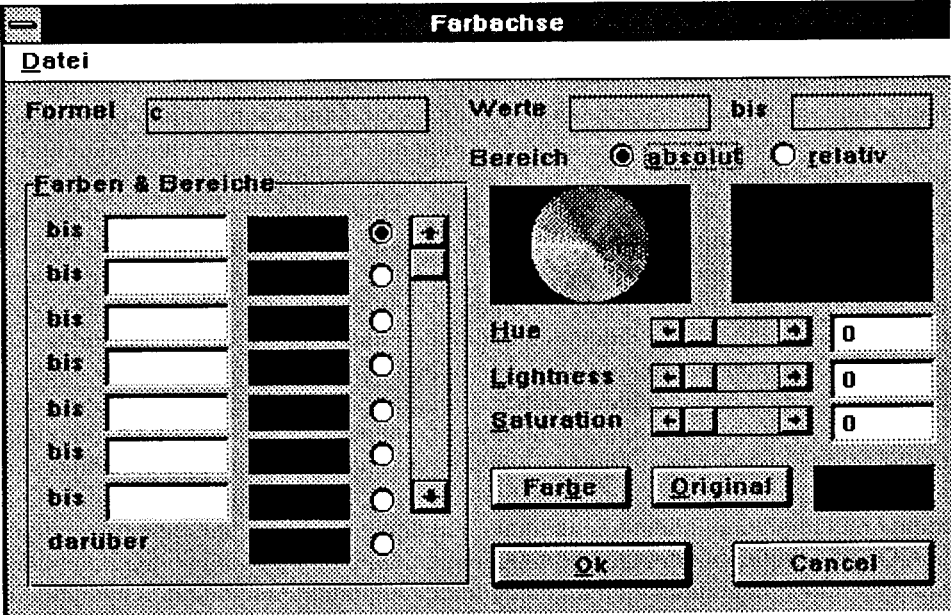 Farbachse
Datei
Formel c Werte bis
Bereich absolut relativ
Farben & Bereiche
bis
bis
bis
bis
bis
bis
bis
darüber
Hue 0
Lightness 0
Saturation 0
Farbe Original
Ok Cancel